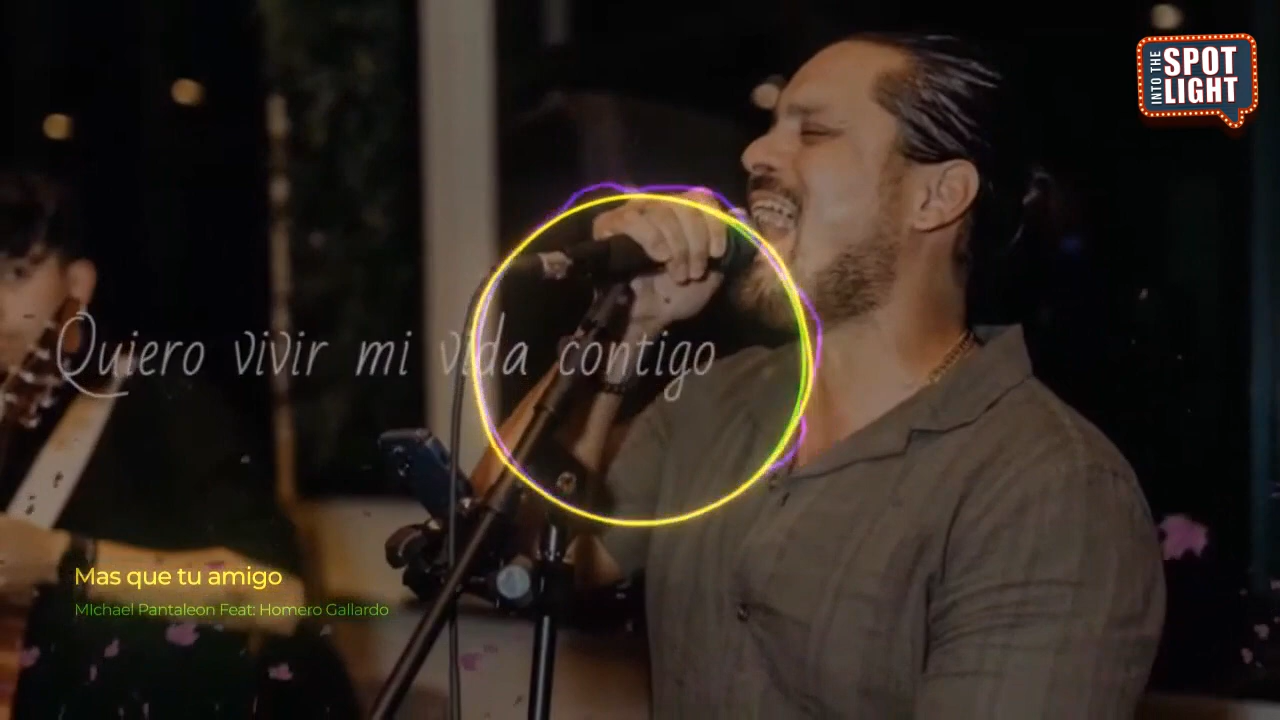 INTO THE
SPOT
LIGHT
Quiero vivir mi vida contigo
Mas que tu amigo
MIchael Pantaleon Feat: Homero Gallardo